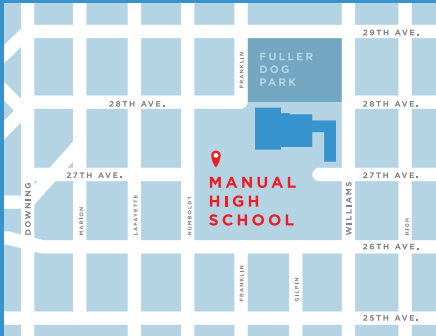 29TH AVE.
FRANKLIN
FULLER
DOG
PARK
28TH AVE.
28TH AVE.
27TH AVE.
27TH AVE.
MANUAL
HIGH
SCHOOL
DOWNING
MARION
LAFAYETTE
HUMBOLDT
WILLIAMS
HIGH
26TH AVE.
FRANKLIN
GILPIN
25TH AVE.